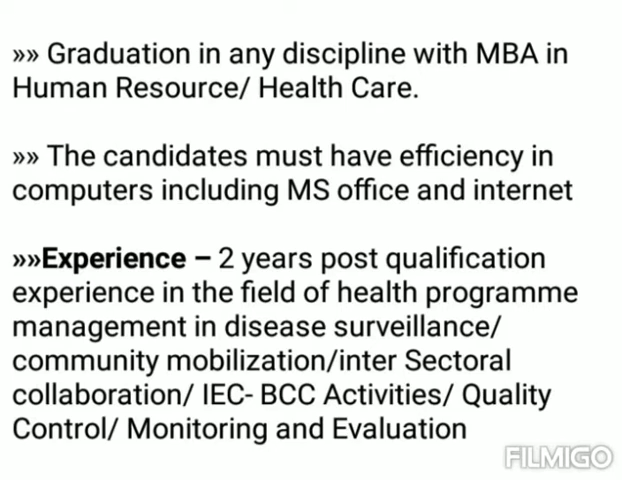 »» Graduation in any discipline with MBA in
Human Resource/ Health Care.
»» The candidates must have efficiency in
computers including MS office and internet
»»Experience – 2 years post qualification
experience in the field of health programme
management in disease surveillance/
community mobilization/inter Sectoral
collaboration/ IEC- BCC Activities/ Quality
Control/ Monitoring and Evaluation
FILMIGO